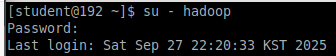 [student@192 ~]$ su - hadoop
Password:
Last login: Sat Sep 27 22:20:33 KST 2025